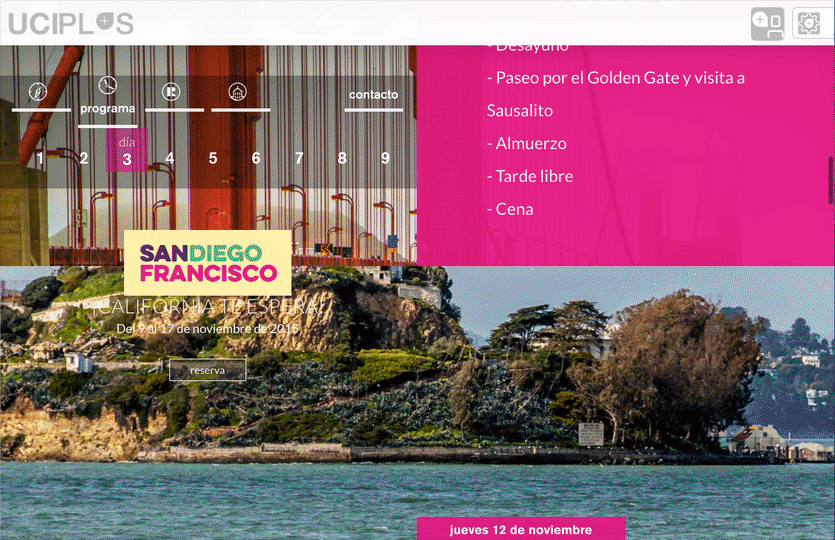 UCIPLUS
- Desayuno
- Paseo por el Golden Gate y visita a
Sausalito
- Almuerzo
- Tarde libre
- Cena
programa
contacto
día
1 2 3 4 5 6 7 8 9
SANDIEGO
FRANCISCO
¡CALIFORNIA TE ESPERA!
Del 9 al 17 de noviembre de 2015
reserva
jueves 12 de noviembre